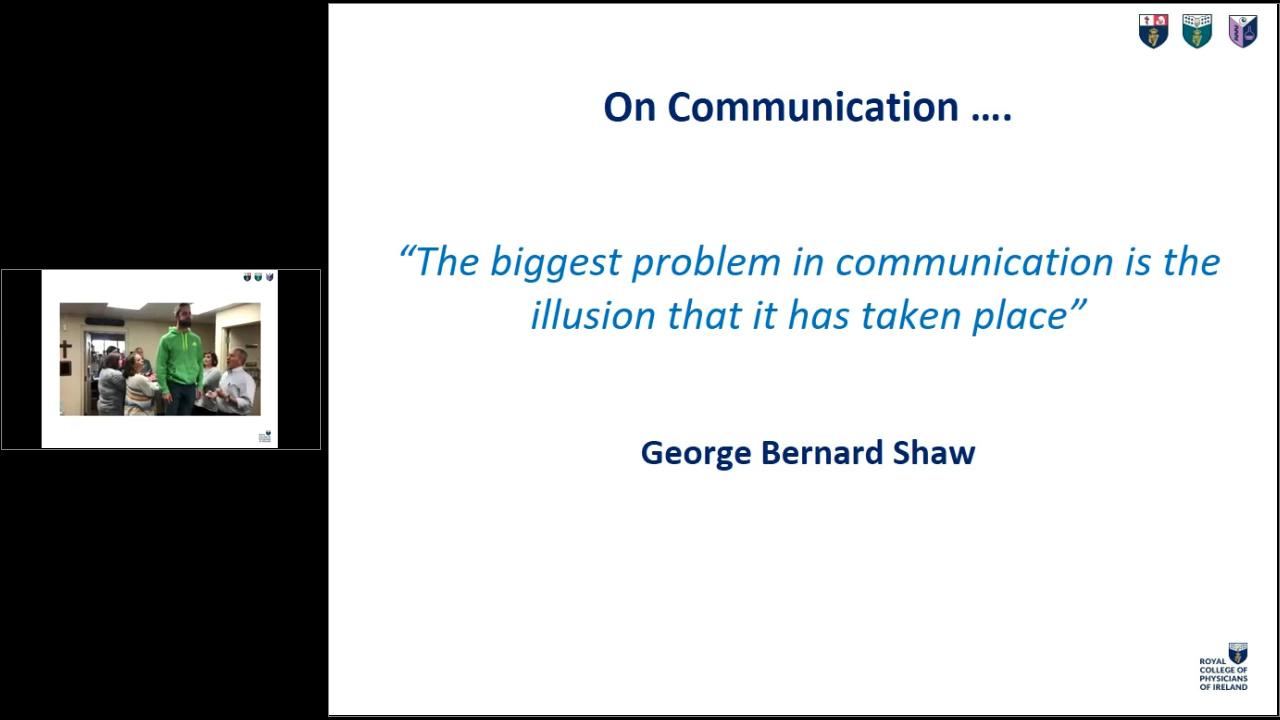 On Communication ....
“The biggest problem in communication is the
illusion that it has taken place”
George Bernard Shaw
ROYAL
COLLEGE OF
PHYSICIANS
OF IRELAND